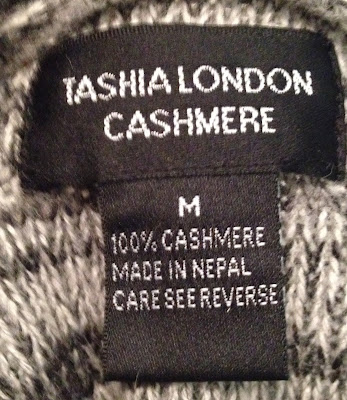 TASHIA LONDON
CASHMERE
M
100% CASHMERE
MADE IN NEPAL
CARE SEE REVERSE